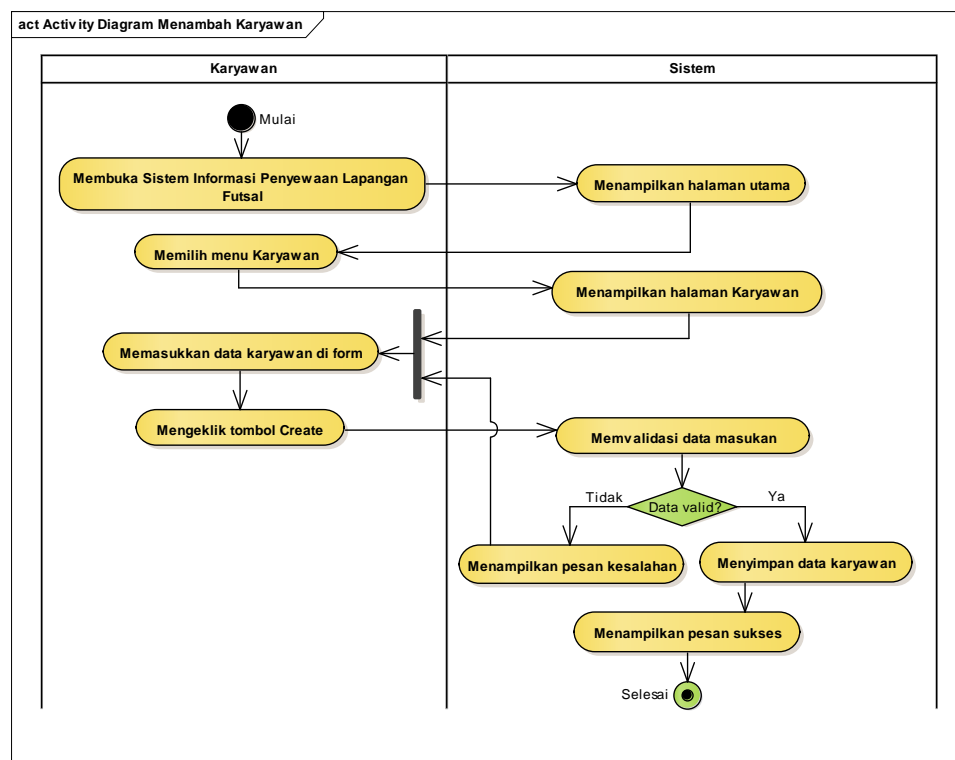 act Activity Diagram Menambah Karyawan
Karyawan
Sistem
Mulai
Membuka Sistem Informasi Penyewaan Lapangan
Futsal
Menampilkan halaman utama
Memilih menu Karyawan
Menampilkan halaman Karyawan
Memasukkan data karyawan di form
Mengeklik tombol Create
Memvalidasi data masukan
Tidak
Data valid?
Ya
Menampilkan pesan kesalahan
Menyimpan data karyawan
Menampilkan pesan sukses
Selesai